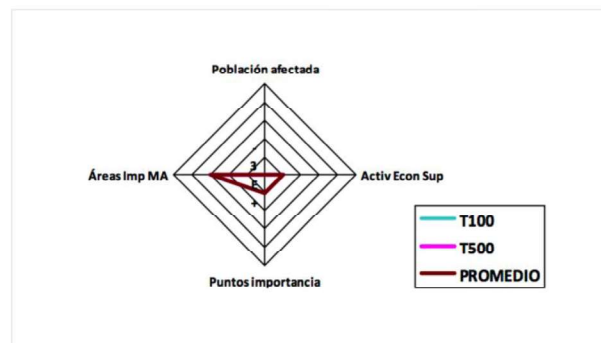 Población afectada
Áreas Imp MA
Activ Econ Sup
Puntos importancia
T100
T500
PROMEDIO